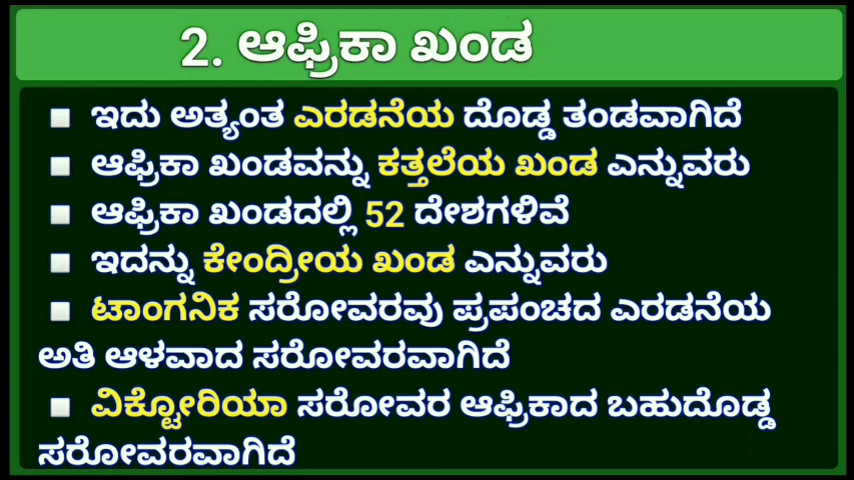 2. ಆಫ್ರಿಕಾ ಖಂಡ
ಇದು ಅತ್ಯಂತ ಎರಡನೆಯ ದೊಡ್ಡ ತಂಡವಾಗಿದೆ
ಆಫ್ರಿಕಾ ಖಂಡವನ್ನು ಕತ್ತಲೆಯ ಖಂಡ ಎನ್ನುವರು
ಆಫ್ರಿಕಾ ಖಂಡದಲ್ಲಿ 52 ದೇಶಗಳಿವೆ
ಇದನ್ನು ಕೇಂದ್ರೀಯ ಖಂಡ ಎನ್ನುವರು
ಟಾಂಗನಿಕ ಸರೋವರವು ಪ್ರಪಂಚದ ಎರಡನೆಯ
ಅತಿ ಆಳವಾದ ಸರೋವರವಾಗಿದೆ
ವಿಕ್ಟೋರಿಯಾ ಸರೋವರ ಆಫ್ರಿಕಾದ ಬಹುದೊಡ್ಡ
ಸರೋವರವಾಗಿದೆ